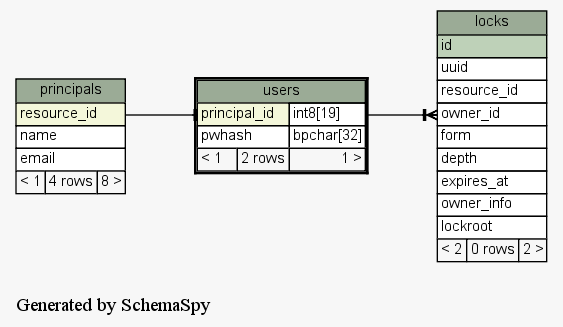 principals
resource_id
name
email
< 1 4 rows 8 >
users
principal_id int8[19]
pwhash bpchar[32]
< 1 2 rows 1 >
locks
id
uuid
resource_id
owner_id
form
depth
expires_at
owner_info
lockroot
< 2 0 rows 2 >
Generated by SchemaSpy